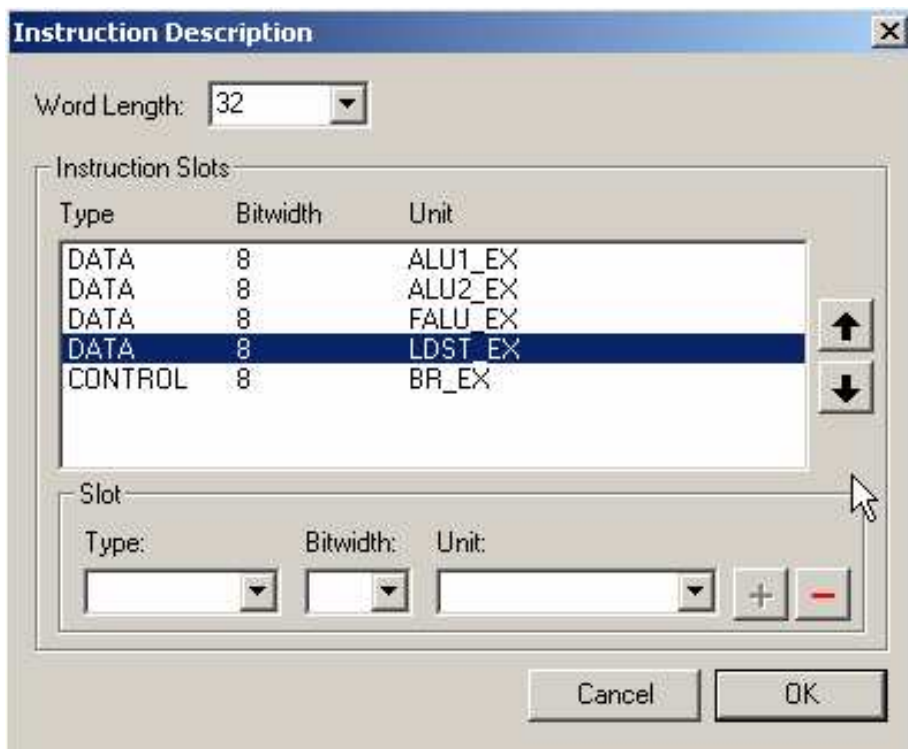 Instruction Description
Word Length: 32
Instruction Slots
Type Bitwidth Unit
DATA 8 ALU1_EX
DATA 8 ALU2_EX
DATA 8 FALU_EX
DATA 8 LDST_EX
CONTROL 8 BR_EX
Slot
Type: Bitwidth: Unit:
Cancel OK